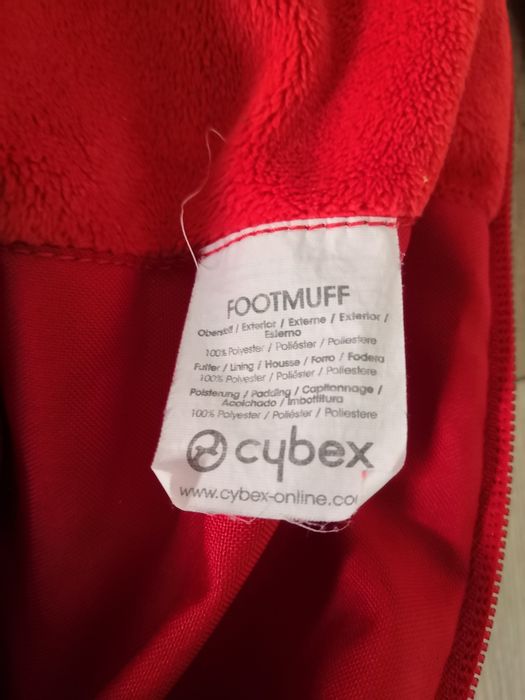 FOOTMUFF
Oberstoff / Exterior / Externe / Exterior /
Esterno
100% Polyester / Poliéster / Poliestere
Futter / Lining / Housse / Forro / Fodera
100% Polyester / Poliéster / Poliestere
Polsterung / Padding / Capitonnage /
Acolchado / Imbottitura
100% Polyester / Poliéster / Poliestere
cybex
www.cybex-online.co